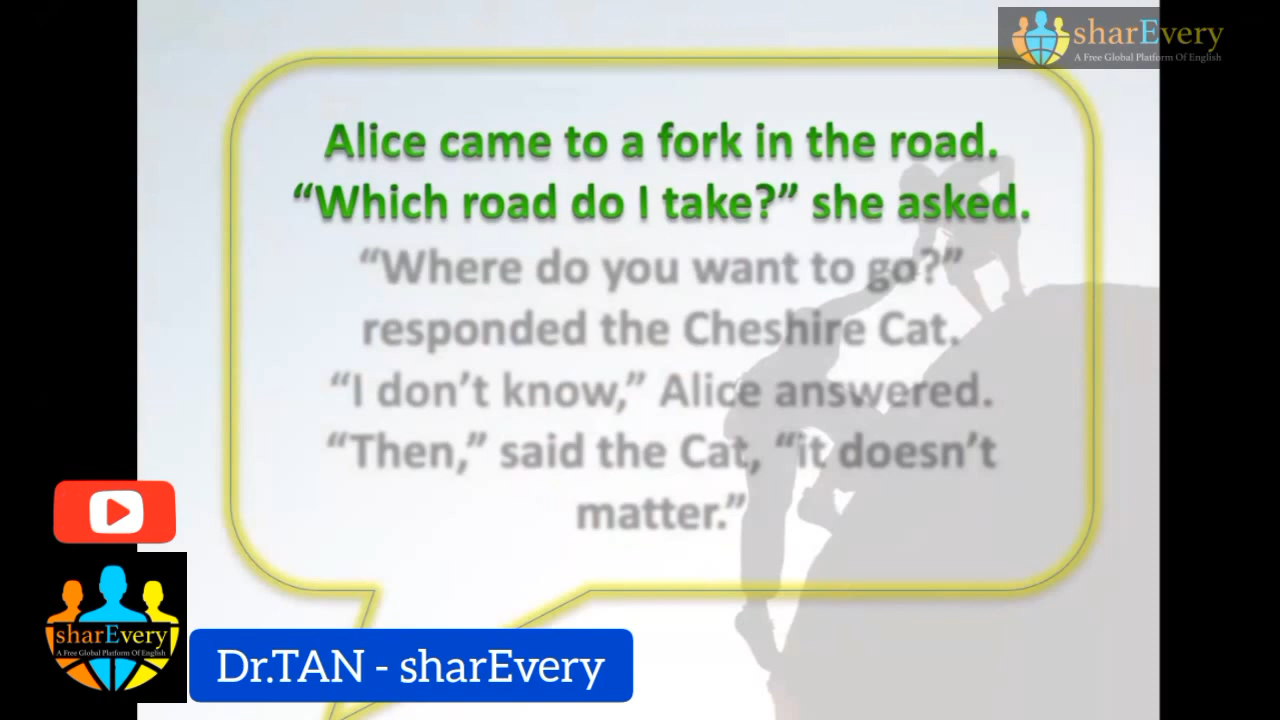 sharEvery
A Free Global Platform Of English
Alice came to a fork in the road.
“Which road do I take?” she asked.
“Where do you want to go?”
responded the Cheshire Cat.
“I don’t know,” Alice answered.
“Then,” said the Cat, “it doesn’t
matter.”
sharEvery
A Free Global Platform Of English
Dr.TAN - sharEvery